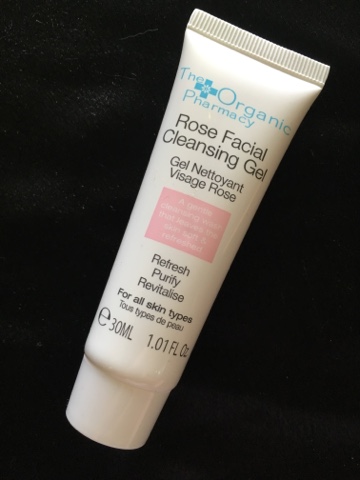 The Organic
Pharmacy
Rose Facial
Cleansing Gel
Gel Nettoyant
Visage Rose
A gentle
Refresh
Purify
Revitalise
For all skin types
Tous types de peau
e 30ML 1.01 FL Oz